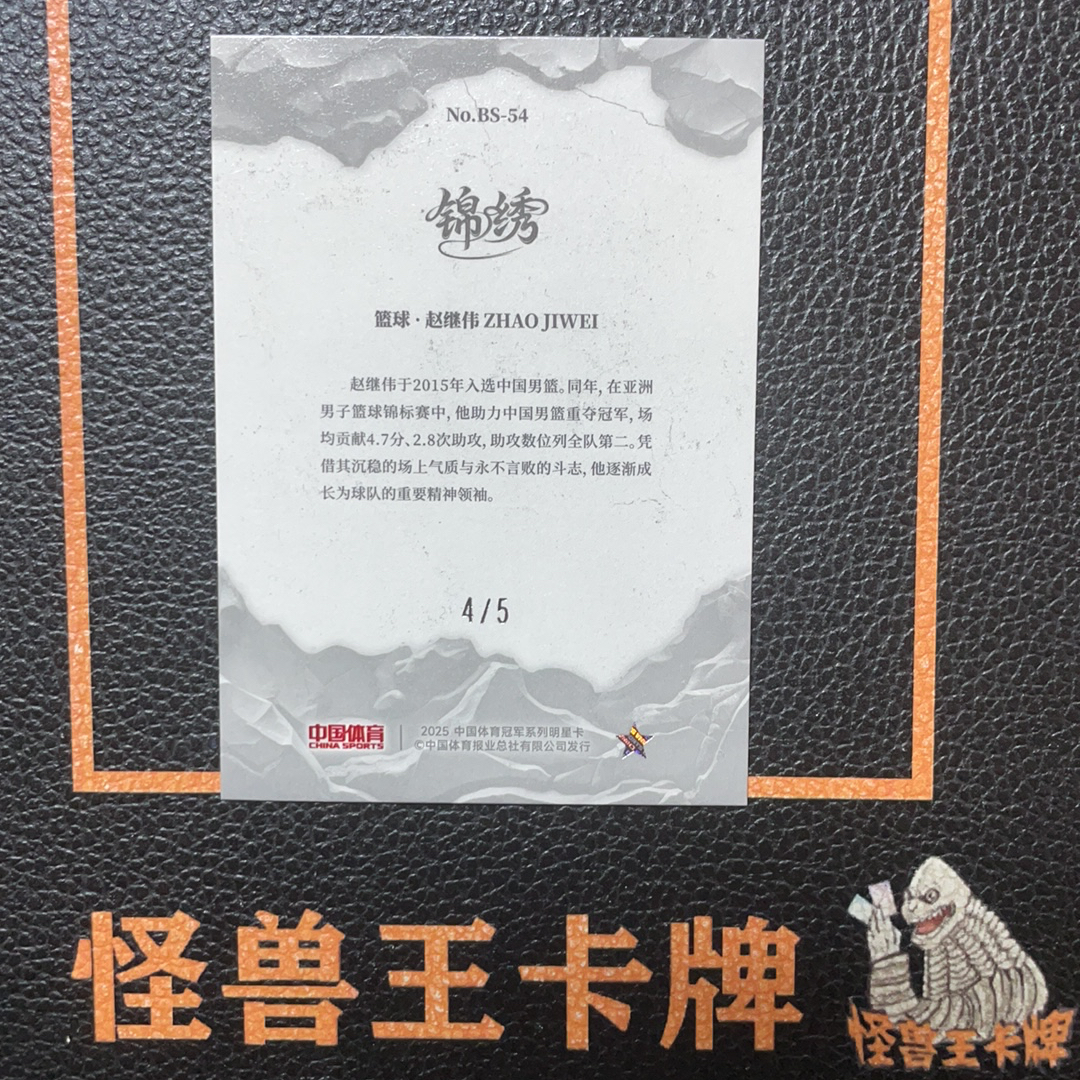 No.BS-54
锦绣
篮球·赵继伟 ZHAO JIWEI
赵继伟于2015年入选中国男篮。同年,在亚洲
男子篮球锦标赛中,他助力中国男篮重夺冠军,场
均贡献4.7分、2.8次助攻,助攻数位列全队第二。凭
借其沉稳的场上气质与永不言败的斗志,他逐渐成
长为球队的重要精神领袖。
4/5
中国体育
CHINA SPORTS
2025 中国体育冠军系列明星卡
©中国体育报业总社有限公司发行
怪兽王卡牌
怪兽王卡牌